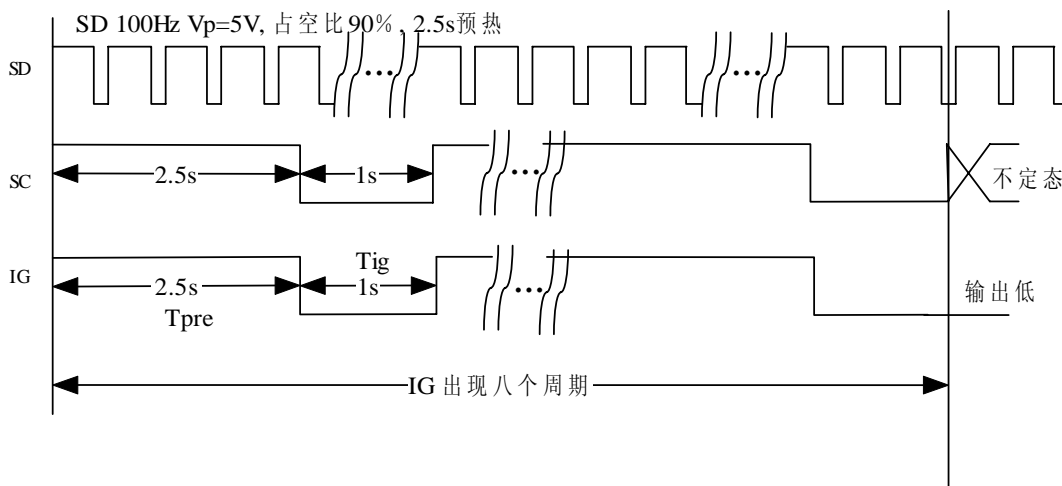 SD 100Hz Vp=5V, 占空比90%, 2.5s预热
SD
SC
2.5s
1s
不定态
IG
2.5s
Tpre
Tig
1s
输出低
IG 出现八个周期